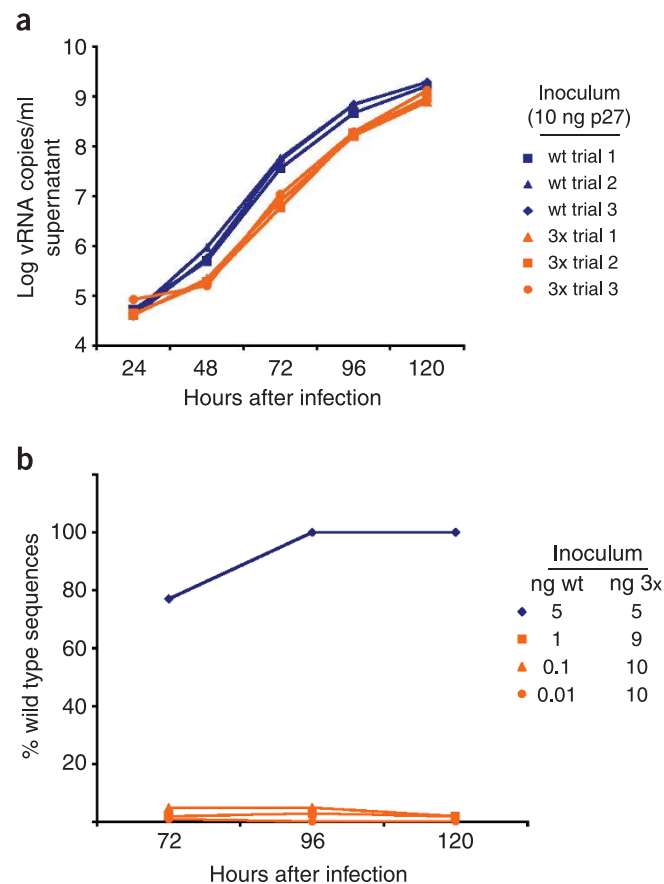 a
10
9
8
7
6
5
4
Log vRNA copies/ml
supernatant
24 48 72 96 120
Hours after infection
Inoculum
(10 ng p27)
wt trial 1
wt trial 2
wt trial 3
3x trial 1
3x trial 2
3x trial 3
b
100
80
60
40
20
% wild type sequences
72 96 120
Hours after infection
Inoculum
ng wt ng 3x
5 5
1 9
0.1 10
0.01 10